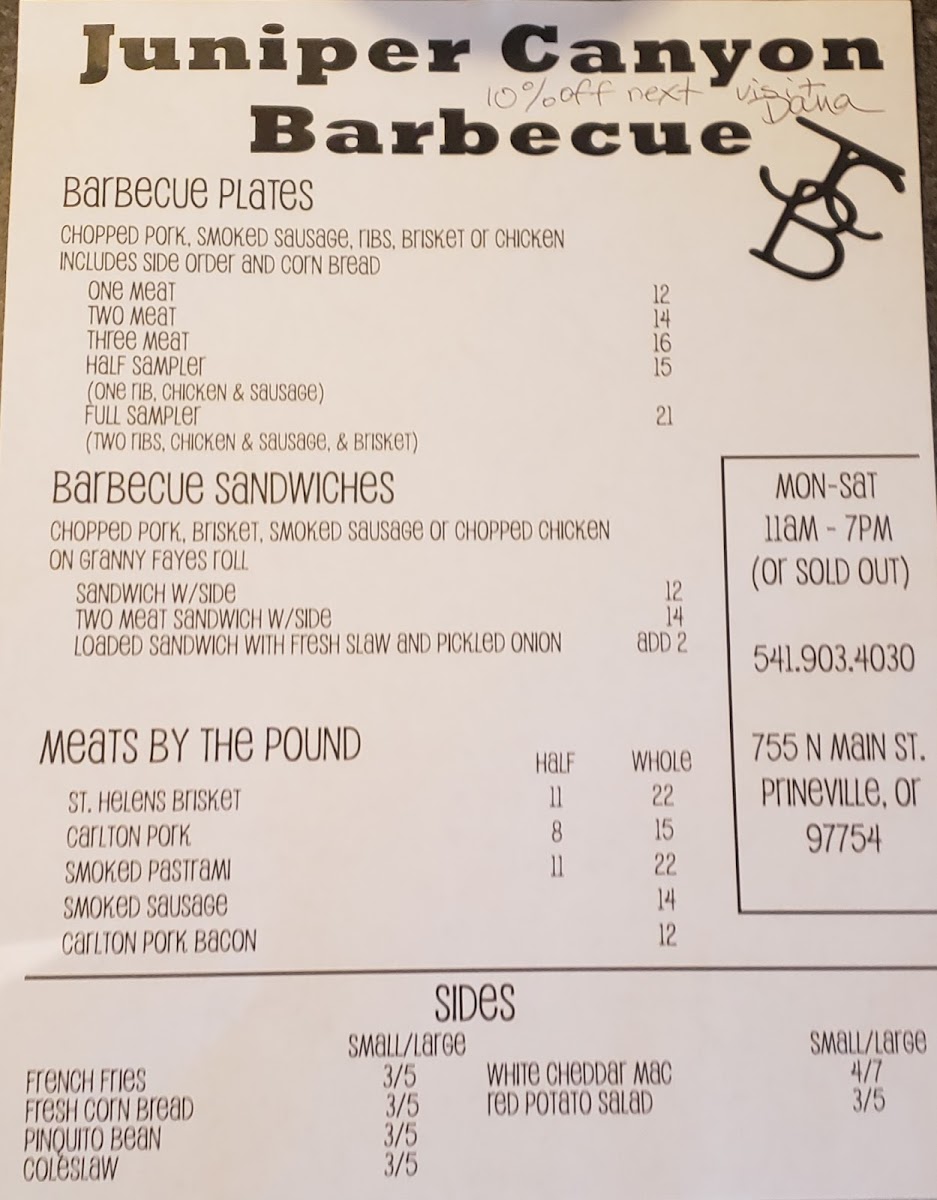 Juniper Canyon
10% off next visit
Dana
Barbecue
JCB
Barbecue Plates
Chopped Pork, Smoked Sausage, Ribs, Brisket or Chicken
Includes Side Order and Corn Bread
One Meat 12
Two Meat 14
Three Meat 16
Half Sampler 15
(One Rib, Chicken & Sausage)
Full Sampler 21
(Two Ribs, Chicken & Sausage, & Brisket)
Barbecue Sandwiches
Chopped Pork, Brisket, Smoked Sausage or Chopped Chicken
on Granny Fayes Roll
Sandwich w/Side 12
Two Meat Sandwich w/Side 14
Loaded Sandwich with Fresh Slaw and Pickled Onion Add 2
Mon-Sat
11am - 7pm
(or Sold Out)
541.903.4030
755 N Main St.
Prineville, Or
97754
Meats by the Pound
Half Whole
St. Helens Brisket 11 22
Carlton Pork 8 15
Smoked Pastrami 11 22
Smoked Sausage 14
Carlton Pork Bacon 12
Sides
Small/Large
French Fries 3/5
Fresh Corn Bread 3/5
Pinquito Bean 3/5
Coleslaw 3/5
Small/Large
White Cheddar Mac 4/7
Red Potato Salad 3/5